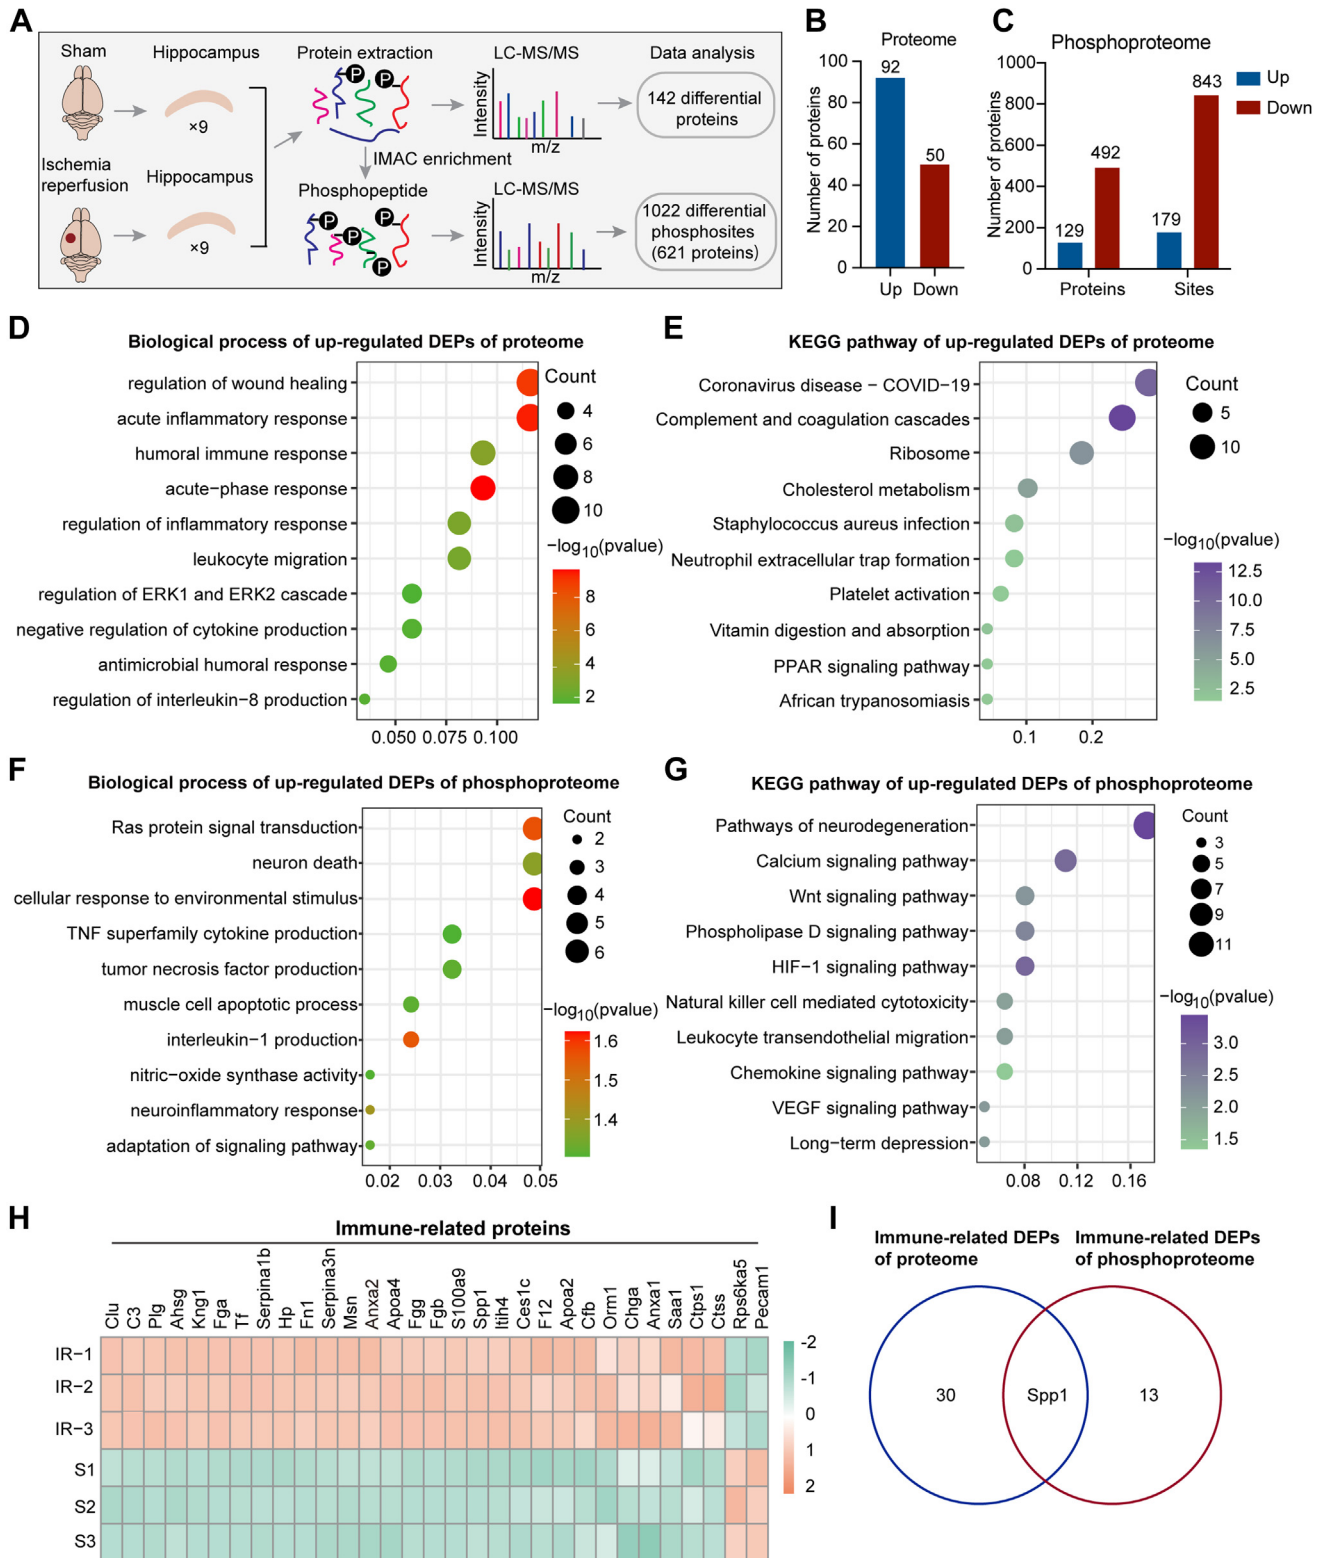 A
Sham
Hippocampus
Protein extraction
LC-MS/MS
Data analysis
×9
P
P
Intensity
m/z
142 differential
proteins
Ischemia
reperfusion
Hippocampus
×9
IMAC enrichment
Phosphopeptide
P
P
P
P
LC-MS/MS
Intensity
m/z
1022 differential
phosphosites
(621 proteins)
B
Proteome
Number of proteins
100
80
60
40
20
0
92
50
Up
Down
C
Phosphoproteome
Number of proteins
1000
800
600
400
200
0
129
492
179
843
Proteins
Sites
Up
Down
D
Biological process of up-regulated DEPs of proteome
regulation of wound healing
acute inflammatory response
humoral immune response
acute−phase response
regulation of inflammatory response
leukocyte migration
regulation of ERK1 and ERK2 cascade
negative regulation of cytokine production
antimicrobial humoral response
regulation of interleukin−8 production
0.050 0.075 0.100
Count
4
6
8
10
−log10(pvalue)
8
6
4
2
E
KEGG pathway of up-regulated DEPs of proteome
Coronavirus disease − COVID−19
Complement and coagulation cascades
Ribosome
Cholesterol metabolism
Staphylococcus aureus infection
Neutrophil extracellular trap formation
Platelet activation
Vitamin digestion and absorption
PPAR signaling pathway
African trypanosomiasis
0.1 0.2
Count
5
10
−log10(pvalue)
12.5
10.0
7.5
5.0
2.5
F
Biological process of up-regulated DEPs of phosphoproteome
Ras protein signal transduction
neuron death
cellular response to environmental stimulus
TNF superfamily cytokine production
tumor necrosis factor production
muscle cell apoptotic process
interleukin−1 production
nitric−oxide synthase activity
neuroinflammatory response
adaptation of signaling pathway
0.02 0.03 0.04 0.05
Count
2
3
4
5
6
−log10(pvalue)
1.6
1.5
1.4
G
KEGG pathway of up-regulated DEPs of phosphoproteome
Pathways of neurodegeneration
Calcium signaling pathway
Wnt signaling pathway
Phospholipase D signaling pathway
HIF−1 signaling pathway
Natural killer cell mediated cytotoxicity
Leukocyte transendothelial migration
Chemokine signaling pathway
VEGF signaling pathway
Long−term depression
0.08 0.12 0.16
Count
3
5
7
9
11
−log10(pvalue)
3.0
2.5
2.0
1.5
H
Immune-related proteins
Clu
C3
Plg
Ahsg
Kng1
Fga
Tf
Serpina1b
Hp
Fn1
Serpina3n
Msn
Anxa2
Apoa4
Fgg
Fgb
S100a9
Spp1
Itih4
Ces1c
F12
Apoa2
Cfb
Orm1
Chga
Anxa1
Saa1
Ctps1
Ctss
Rps6ka5
Pecam1
IR−1
IR−2
IR−3
S1
S2
S3
-2
-1
0
1
2
I
Immune-related DEPs
of proteome
Immune-related DEPs
of phosphoproteome
30
Spp1
13